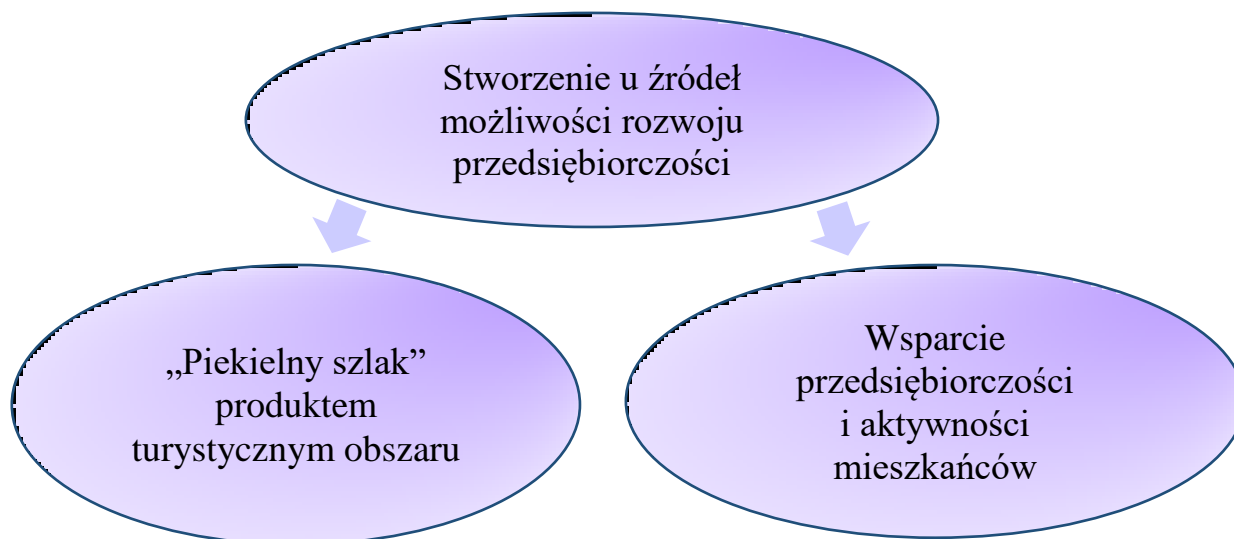 Stworzenie u źródeł
możliwości rozwoju
przedsiębiorczości
„Piekielny szlak”
produktem
turystycznym obszaru
Wsparcie
przedsiębiorczości
i aktywności
mieszkańców